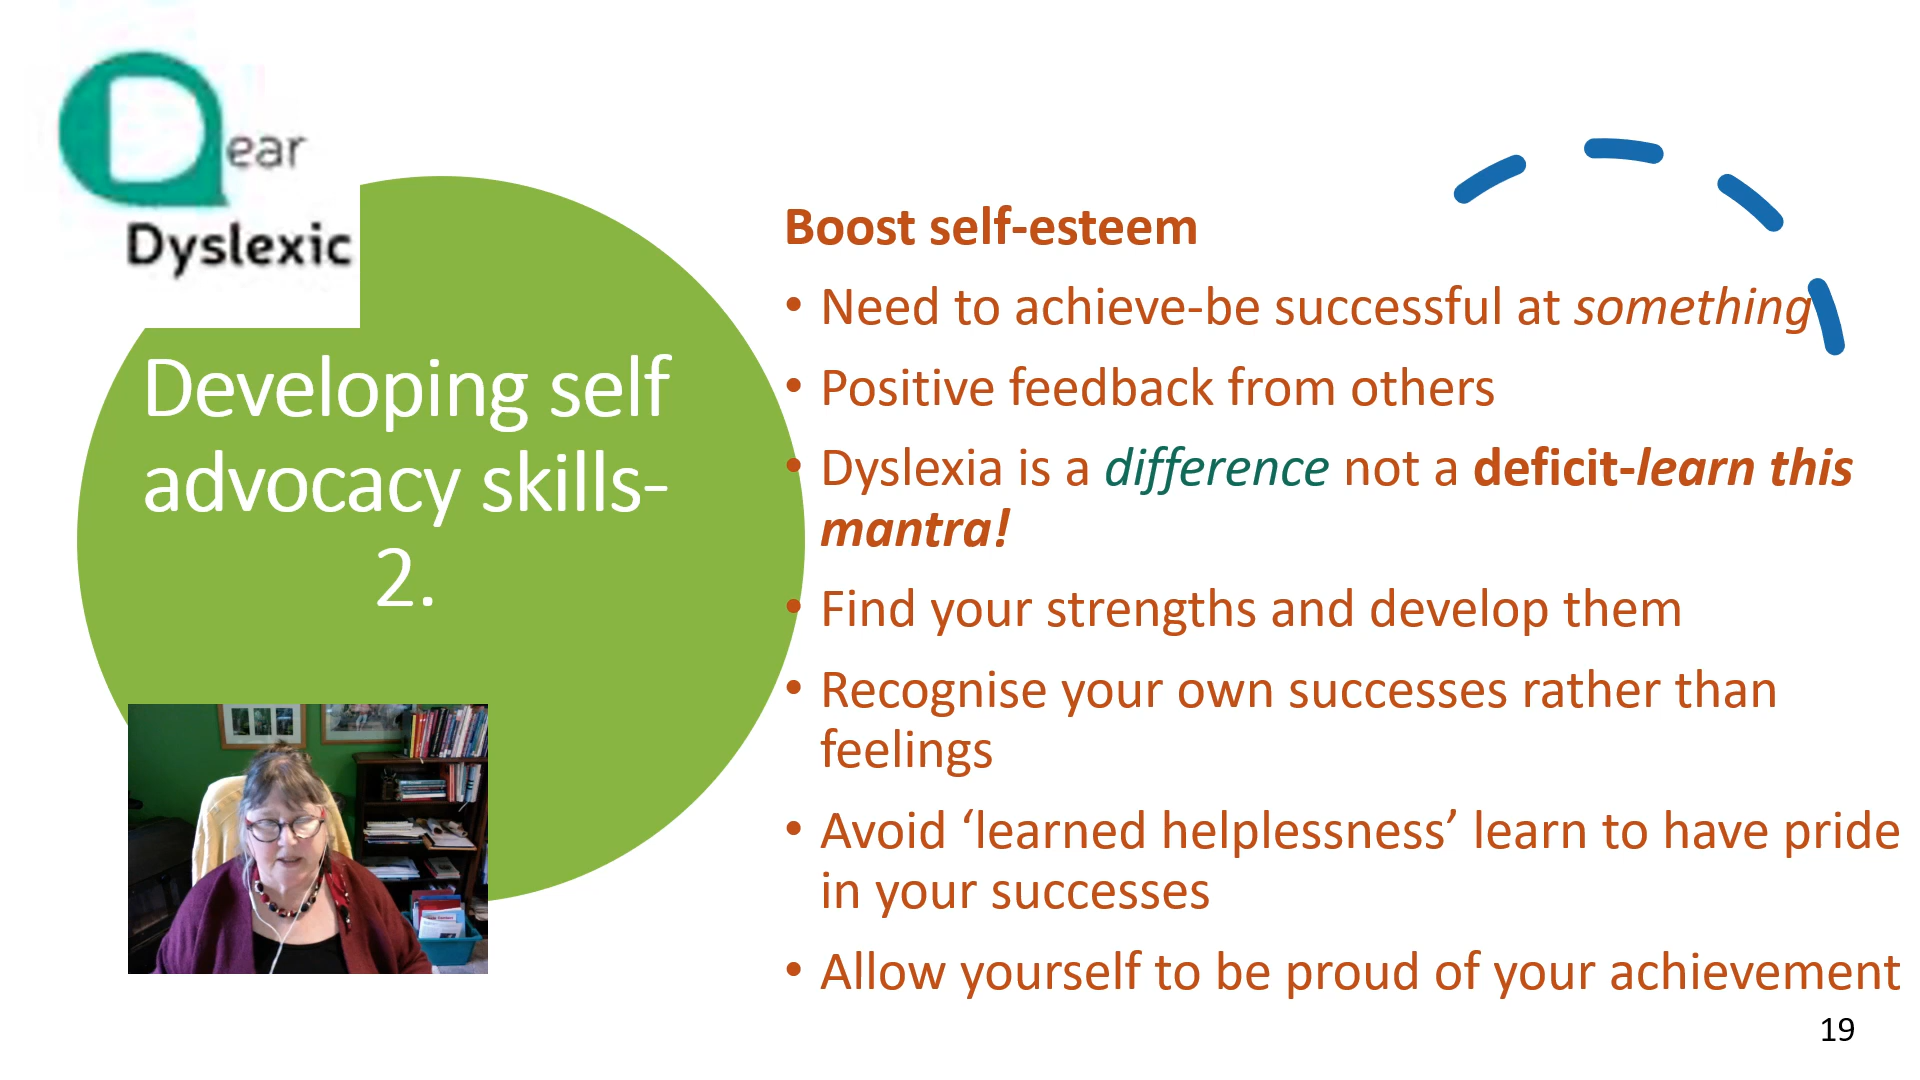 Dear
Dyslexic
Developing self
advocacy skills-
2.
Boost self-esteem
• Need to achieve-be successful at something
• Positive feedback from others
• Dyslexia is a difference not a deficit-learn this
mantra!
• Find your strengths and develop them
• Recognise your own successes rather than
feelings
• Avoid ‘learned helplessness’ learn to have pride
in your successes
• Allow yourself to be proud of your achievement
19